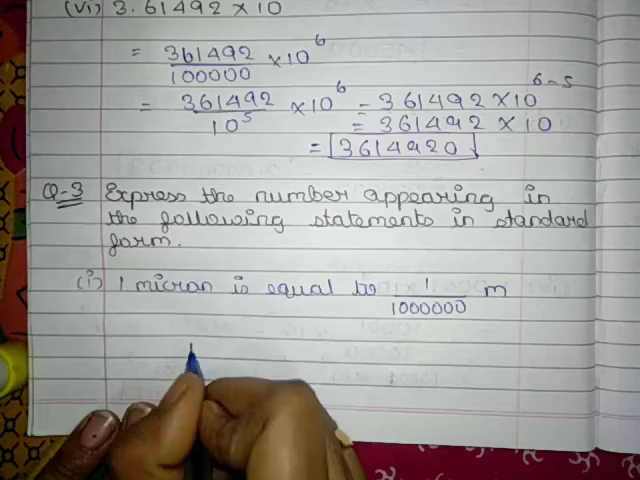 (vi) 3.61492 × 10
= 361492/100000 × 10^6
= 361492/10^5 × 10^6 = 361492 × 10^6-5
= 361492 × 10
= 3614920
Q-3 Express the number appearing in
the following statements in standard
form.
(i) 1 micron is equal to 1/1000000 m